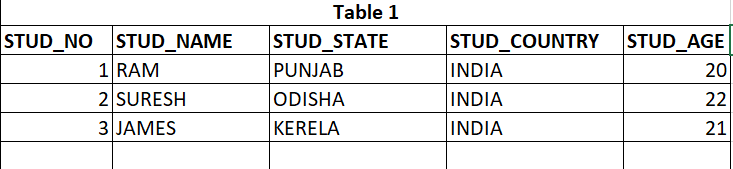 Table 1
STUD_NO STUD_NAME STUD_STATE STUD_COUNTRY STUD_AGE
1 RAM PUNJAB INDIA 20
2 SURESH ODISHA INDIA 22
3 JAMES KERELA INDIA 21